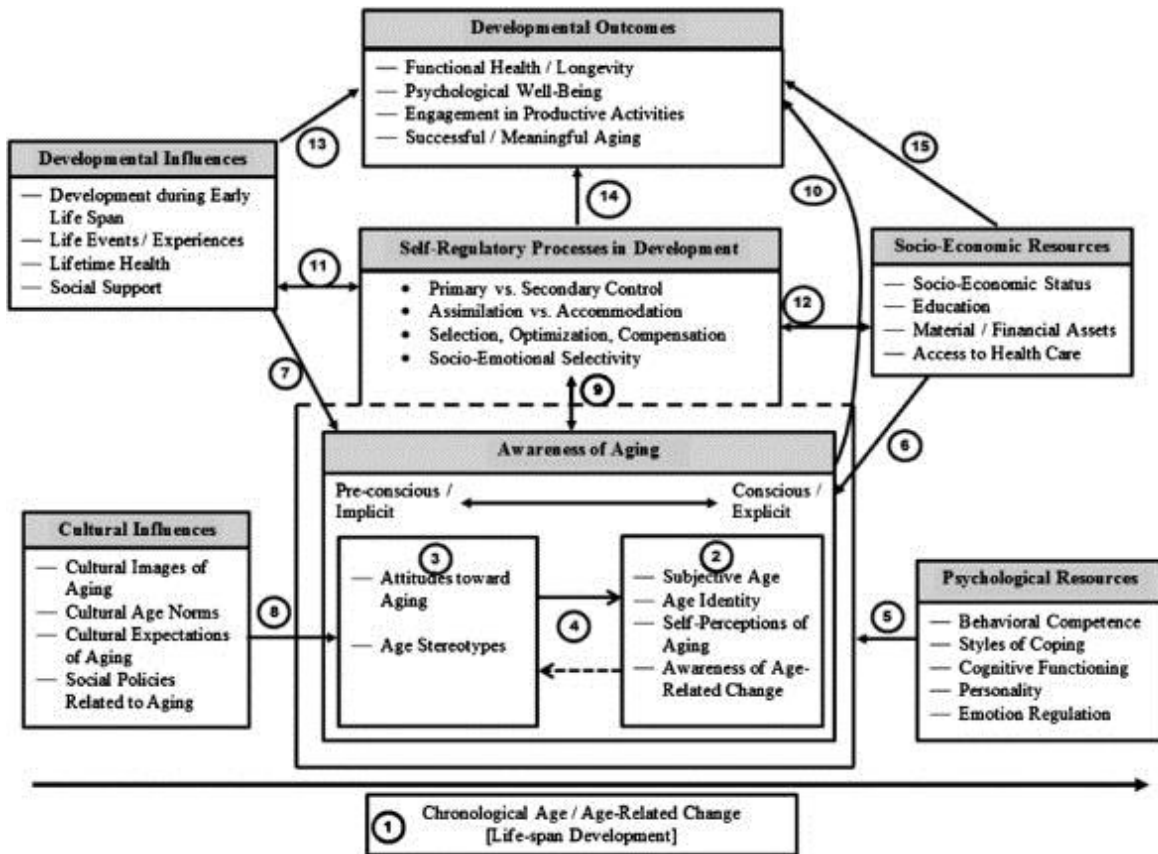 Developmental Outcomes
— Functional Health / Longevity
— Psychological Well-Being
— Engagement in Productive Activities
— Successful / Meaningful Aging
13
15
10
Developmental Influences
— Development during Early
Life Span
— Life Events / Experiences
— Lifetime Health
— Social Support
14
11
Self-Regulatory Processes in Development
• Primary vs. Secondary Control
• Assimilation vs. Accommodation
• Selection, Optimization, Compensation
• Socio-Emotional Selectivity
12
Socio-Economic Resources
— Socio-Economic Status
— Education
— Material / Financial Assets
— Access to Health Care
7
9
6
Awareness of Aging
Pre-conscious /
Implicit
Conscious /
Explicit
Cultural Influences
— Cultural Images of
Aging
— Cultural Age Norms
— Cultural Expectations
of Aging
— Social Policies
Related to Aging
8
3
— Attitudes toward
Aging
— Age Stereotypes
4
2
— Subjective Age
— Age Identity
— Self-Perceptions of
Aging
— Awareness of Age-
Related Change
5
Psychological Resources
— Behavioral Competence
— Styles of Coping
— Cognitive Functioning
— Personality
— Emotion Regulation
1
Chronological Age / Age-Related Change
[Life-span Development]